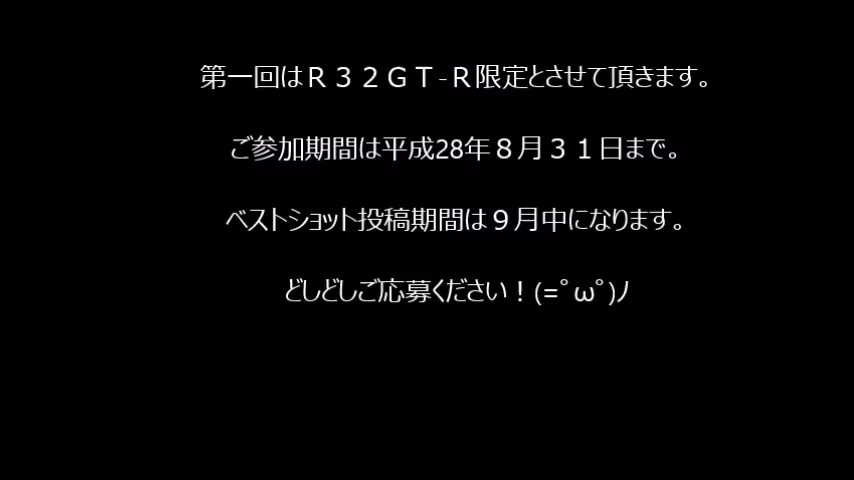 第一回はＲ３２ＧＴ-Ｒ限定とさせて頂きます。
ご参加期間は平成28年８月３１日まで。
ベストショット投稿期間は９月中になります。
どしどしご応募ください！(=ﾟωﾟ)ﾉ